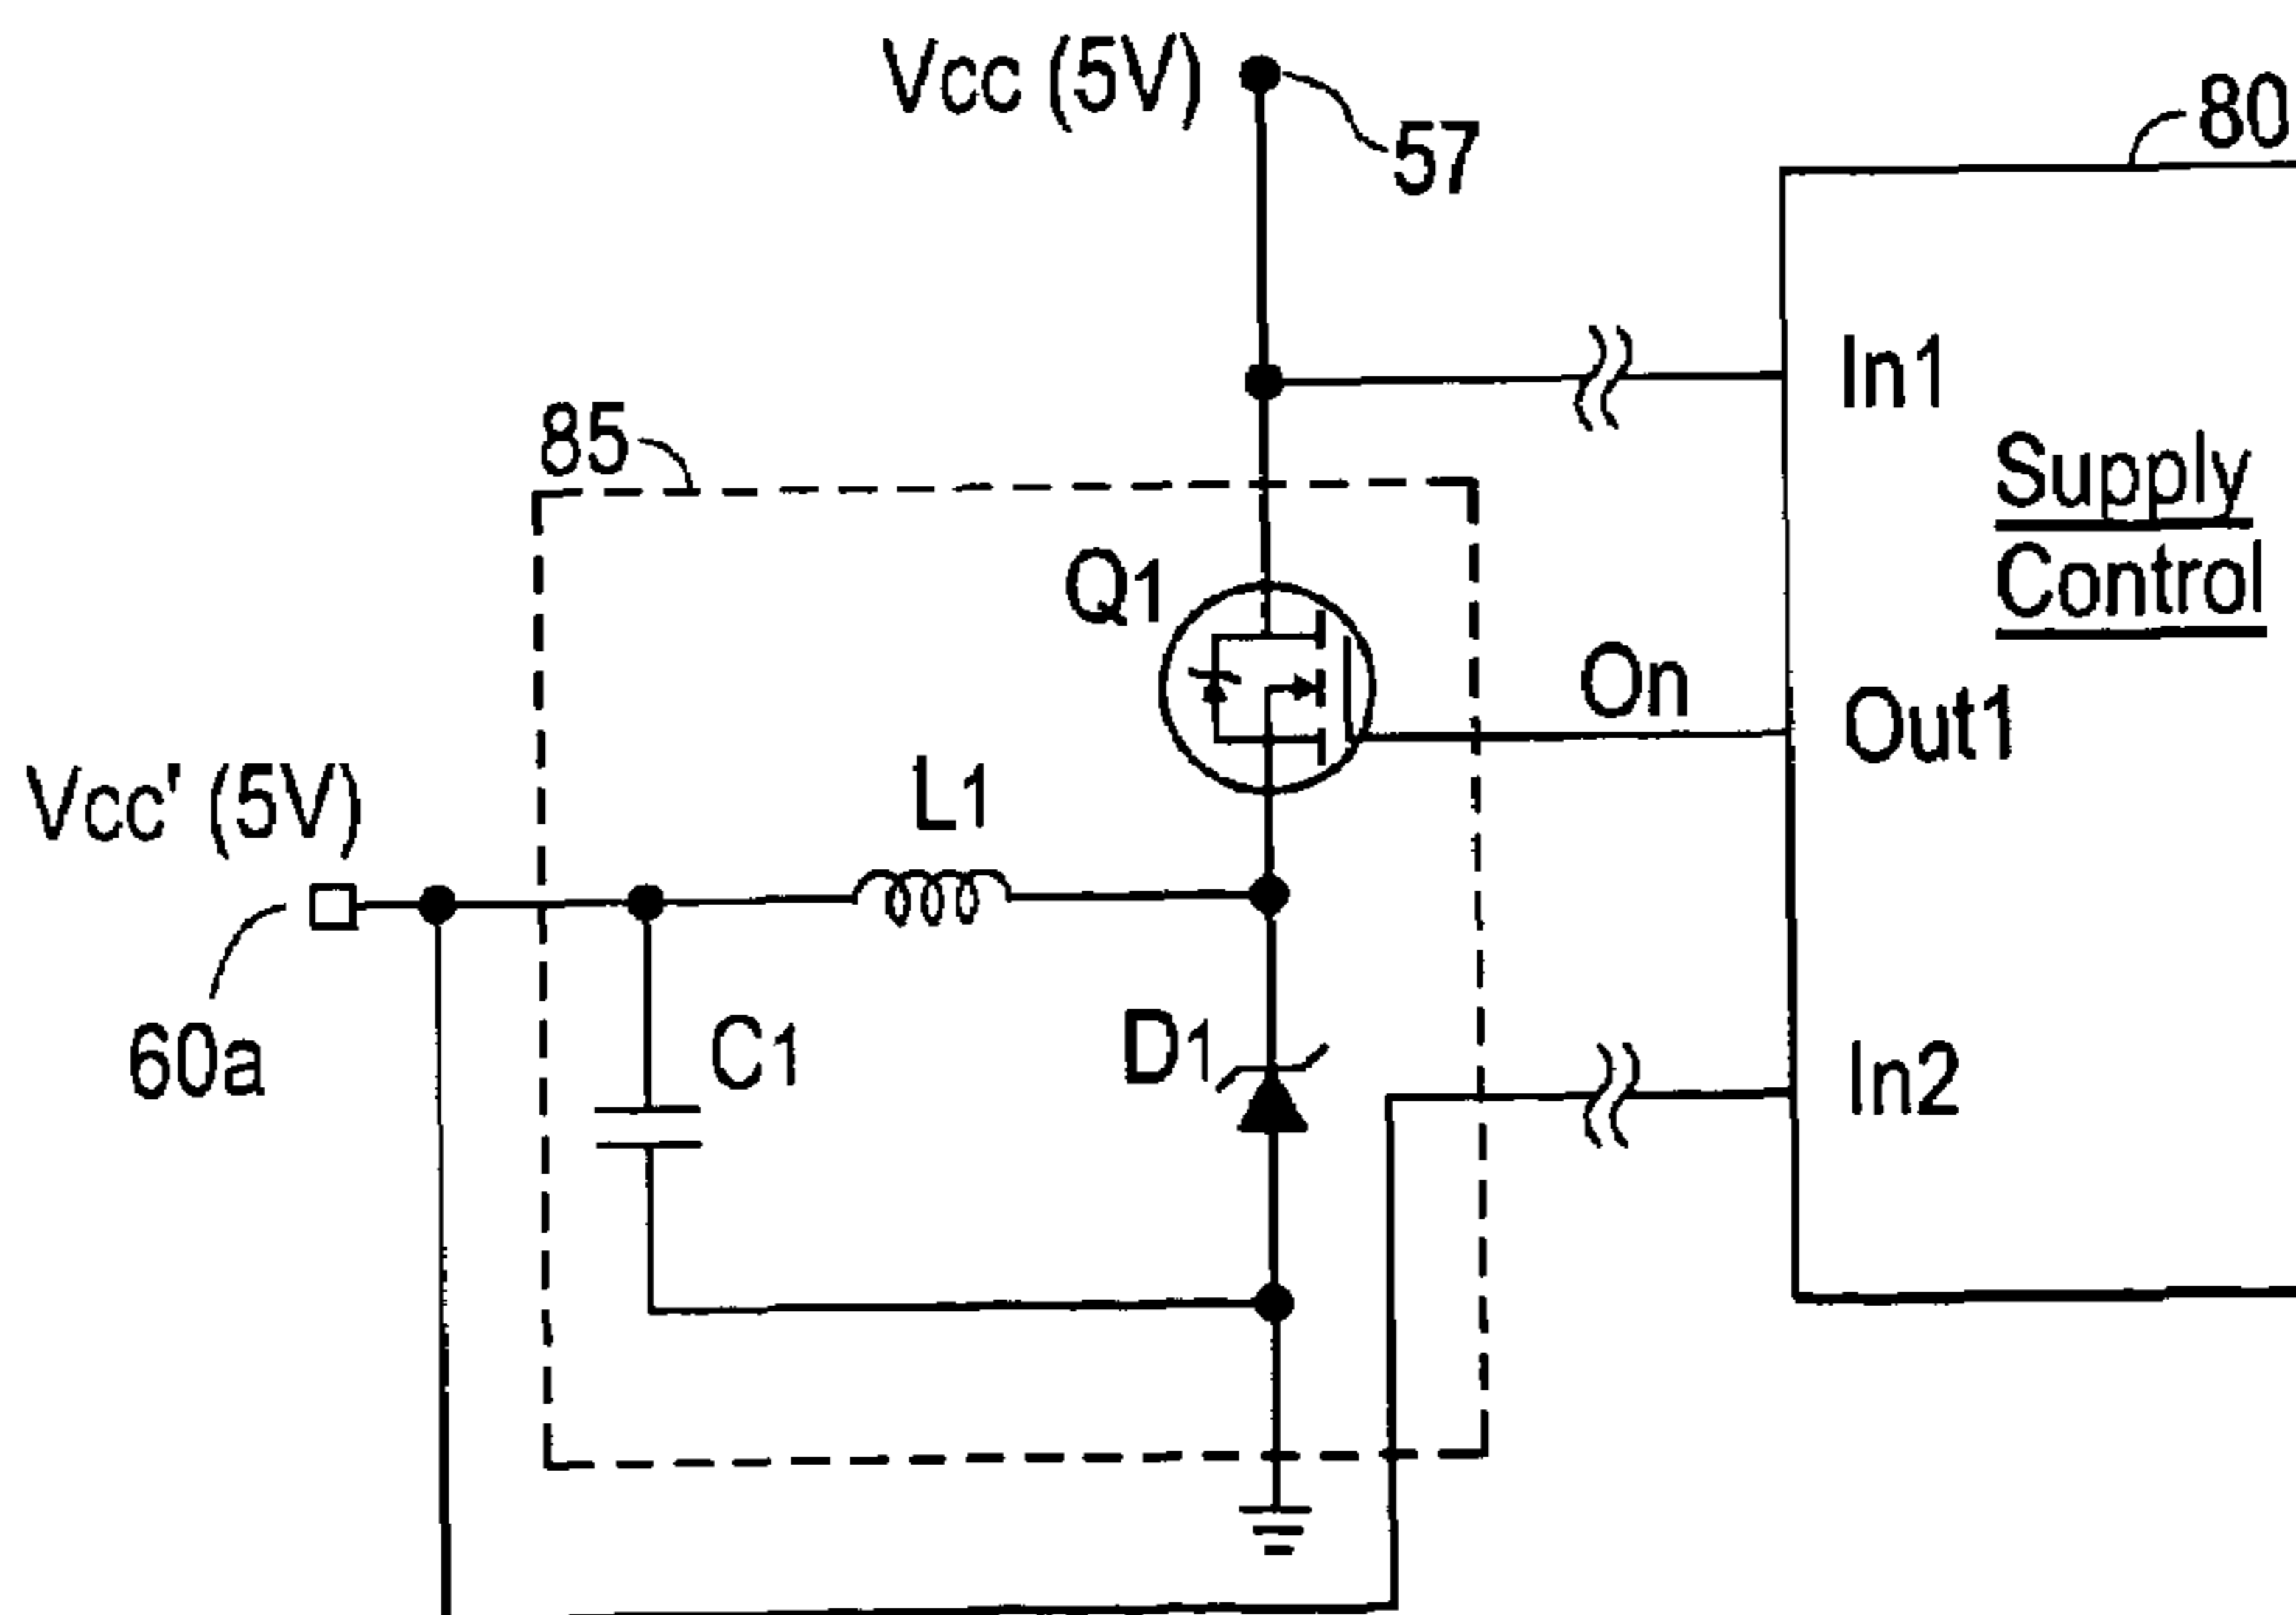 Vcc (5V)
57
80
In1
85
Supply
Control
Q1
On
Out1
Vcc' (5V)
L1
60a
C1
D1
In2